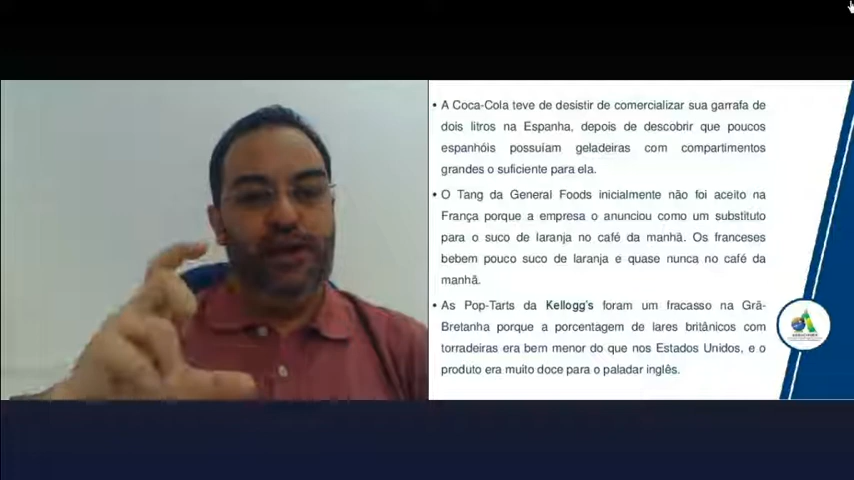 • A Coca-Cola teve de desistir de comercializar sua garrafa de
dois litros na Espanha, depois de descobrir que poucos
espanhóis possuíam geladeiras com compartimentos
grandes o suficiente para ela.
• O Tang da General Foods inicialmente não foi aceito na
França porque a empresa o anunciou como um substituto
para o suco de laranja no café da manhã. Os franceses
bebem pouco suco de laranja e quase nunca no café da
manhã.
• As Pop-Tarts da Kellogg's foram um fracasso na Grã-
Bretanha porque a porcentagem de lares britânicos com
torradeiras era bem menor do que nos Estados Unidos, e o
produto era muito doce para o paladar inglês.